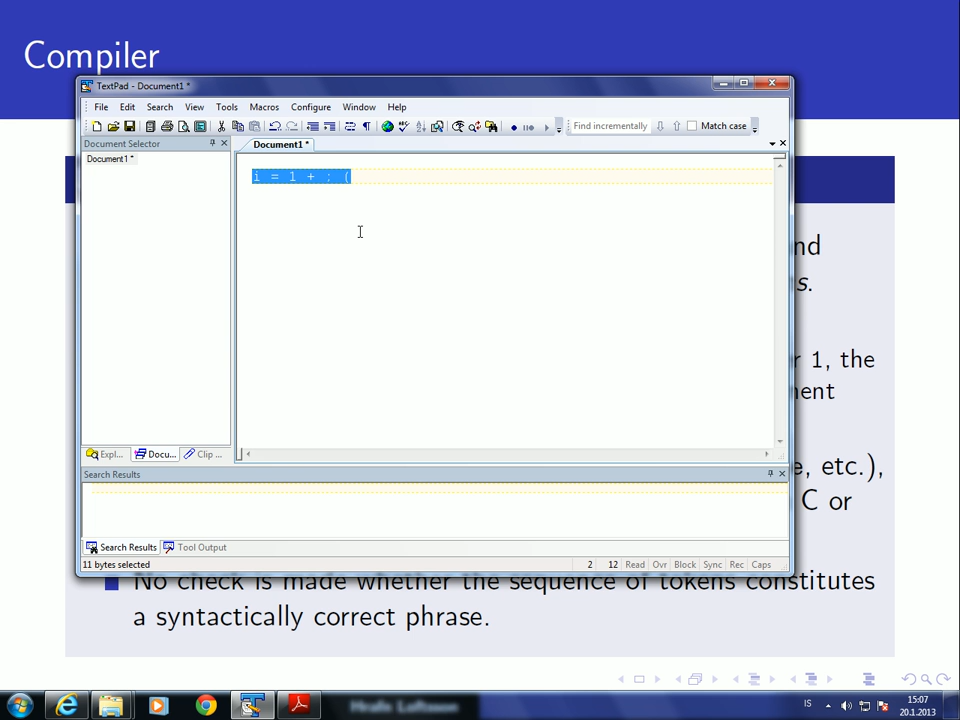 Compiler
TextPad - Document1 *
File Edit Search View Tools Macros Configure Window Help
Find incrementally Match case
Document Selector
Document1 *
Document1 *
i = 1 + ; (
nd
s.
r 1, the
nent
e, etc.),
C or
Expl... Docu... Clip ...
Search Results
Search Results Tool Output
11 bytes selected 2 12 Read Ovr Block Sync Rec Caps
No check is made whether the sequence of tokens constitutes
a syntactically correct phrase.
Hrafn Loftsson
IS 15:07
20.1.2013